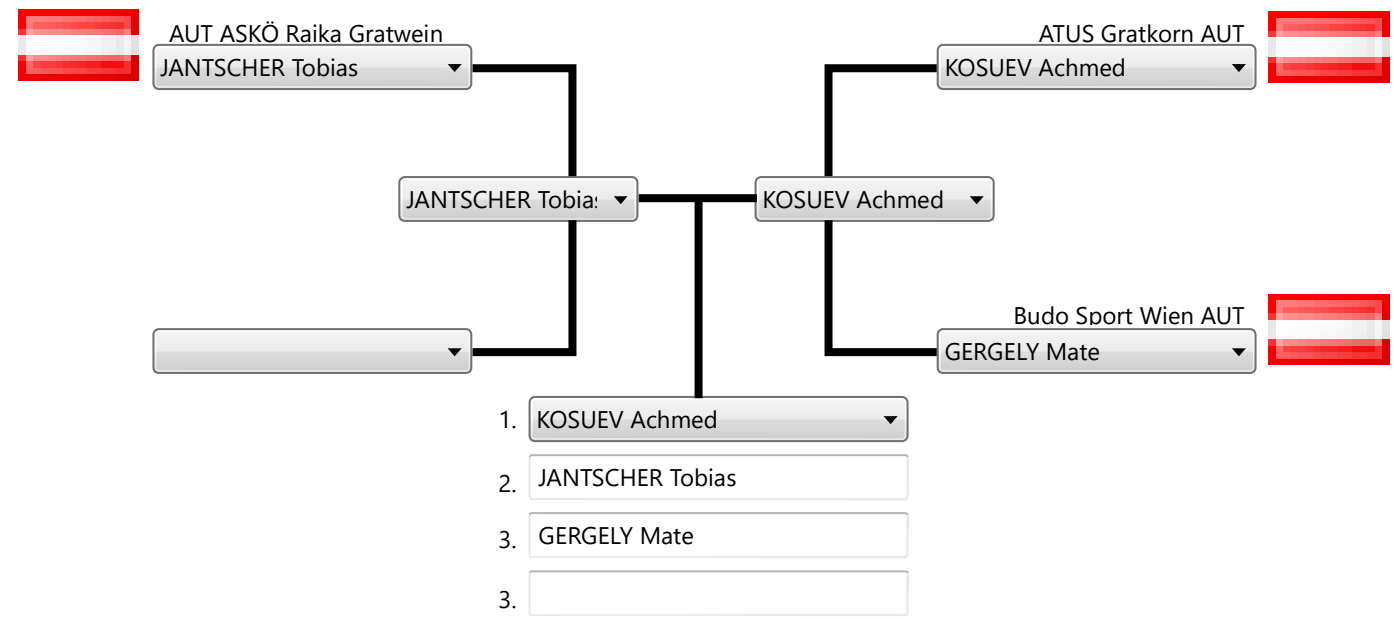 AUT ASKÖ Raika Gratwein
ATUS Gratkorn AUT
JANTSCHER Tobias
KOSUEV Achmed
JANTSCHER Tobias
KOSUEV Achmed
Budo Sport Wien AUT
GERGELY Mate
1. KOSUEV Achmed
2. JANTSCHER Tobias
3. GERGELY Mate
3.